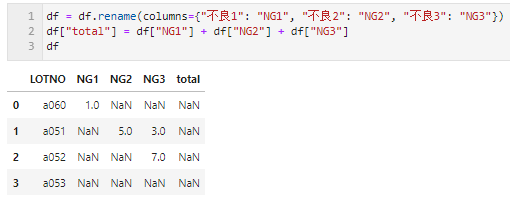 1 df = df.rename(columns={"不良1": "NG1", "不良2": "NG2", "不良3": "NG3"})
2 df["total"] = df["NG1"] + df["NG2"] + df["NG3"]
3 df
LOTNO NG1 NG2 NG3 total
0 a060 1.0 NaN NaN NaN
1 a051 NaN 5.0 3.0 NaN
2 a052 NaN NaN 7.0 NaN
3 a053 NaN NaN NaN NaN